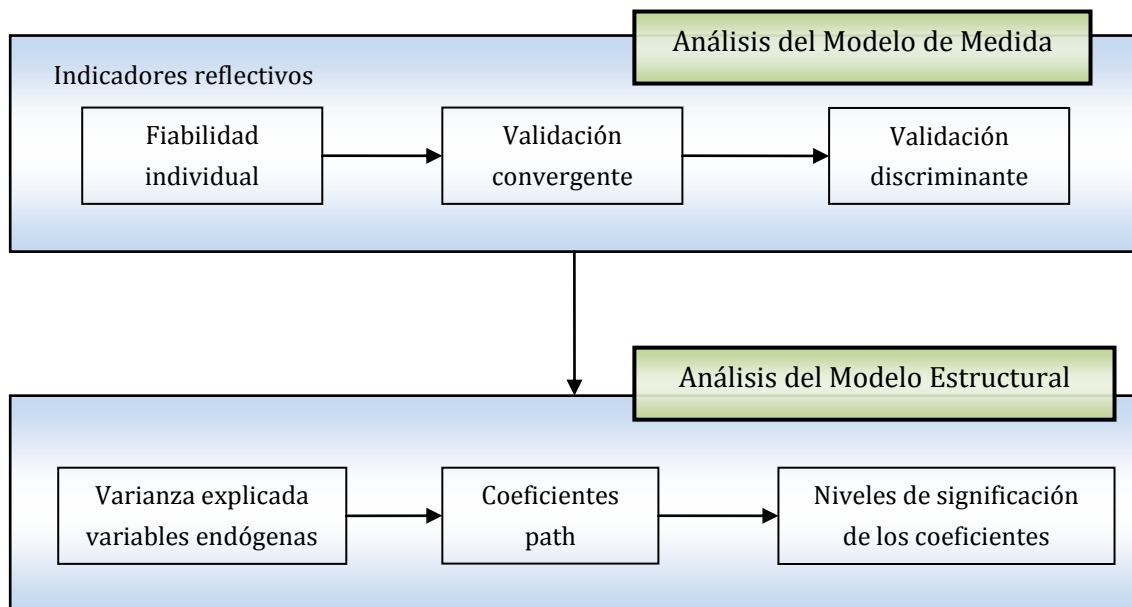 Análisis del Modelo de Medida
Indicadores reflectivos
Fiabilidad
individual
Validación
convergente
Validación
discriminante
Análisis del Modelo Estructural
Varianza explicada
variables endógenas
Coeficientes
path
Niveles de significación
de los coeficientes